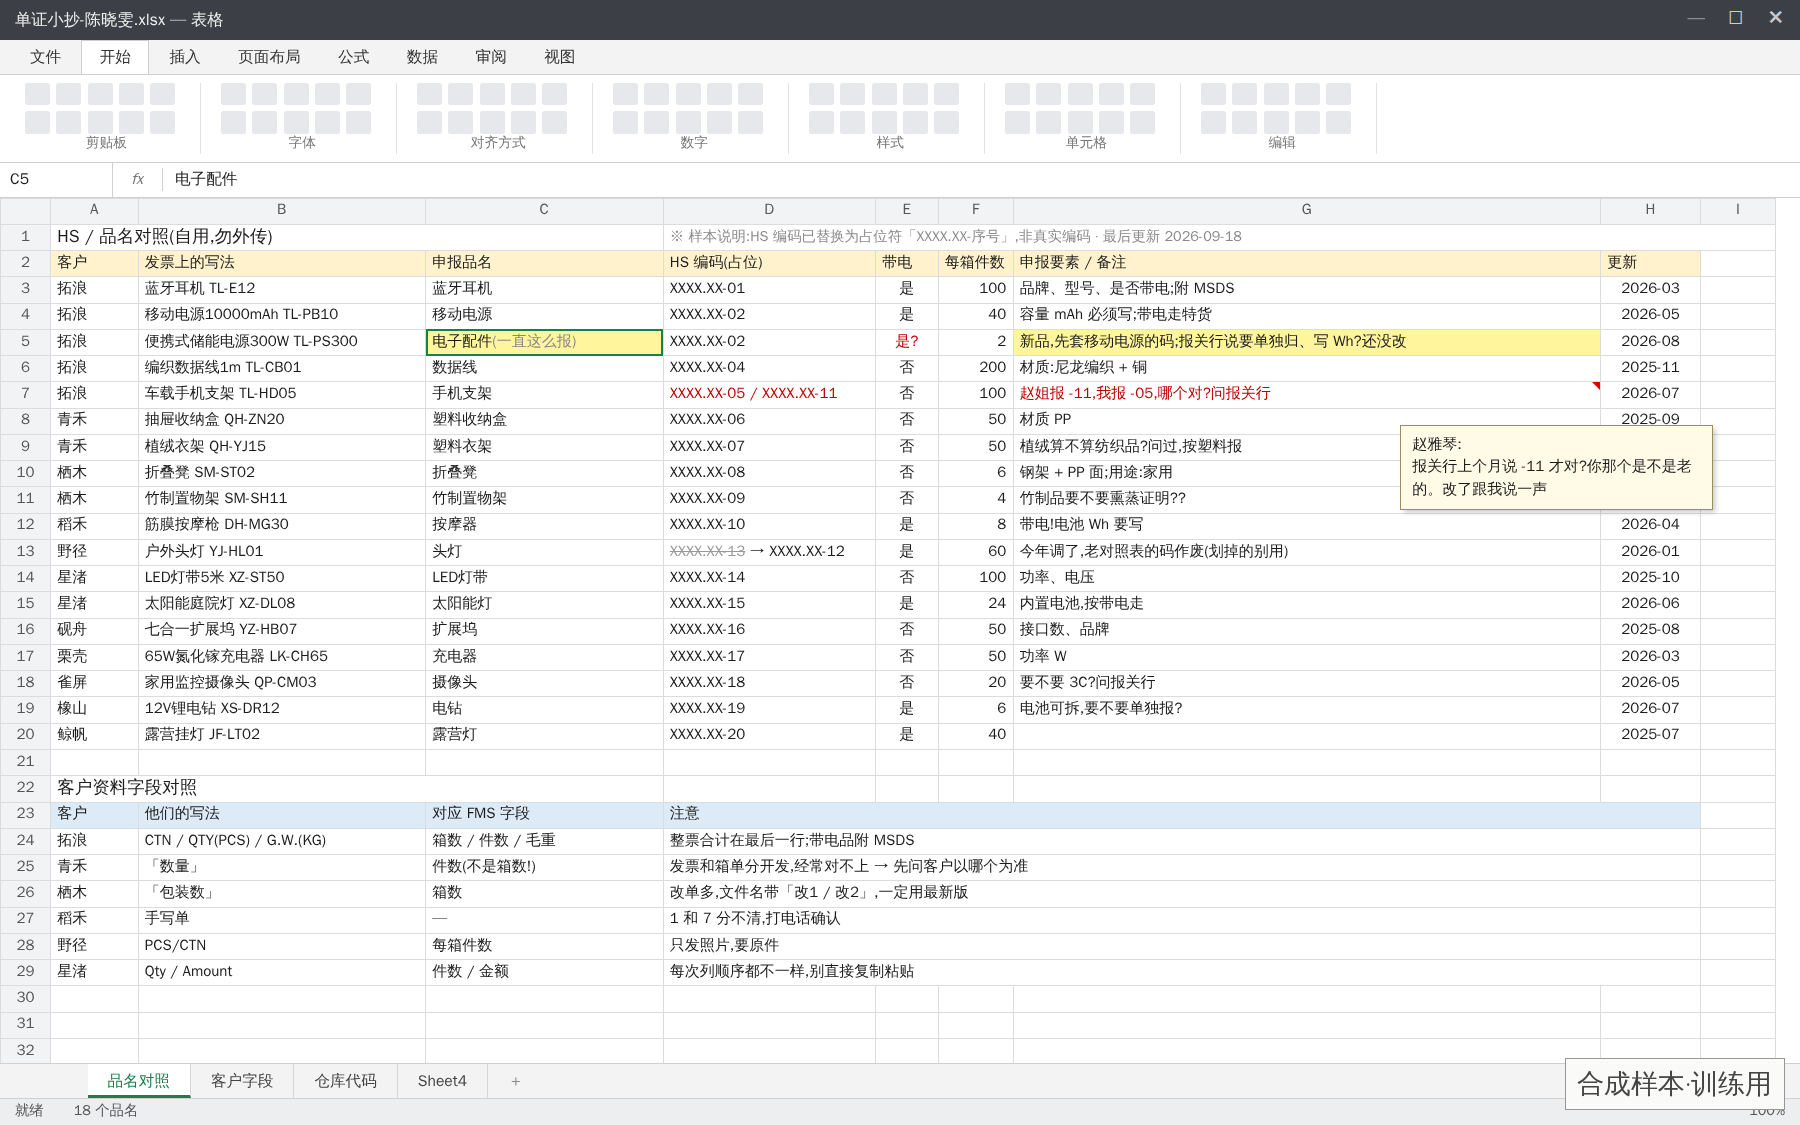 单证小抄-陈晓雯.xlsx — 表格
文件 开始 插入 页面布局 公式 数据 审阅 视图
剪贴板 字体 对齐方式 数字 样式 单元格 编辑
C5 fx 电子配件
A B C D E F G H I
1 HS / 品名对照(自用,勿外传) ※ 样本说明:HS 编码已替换为占位符「XXXX.XX-序号」,非真实编码 · 最后更新 2026-09-18
2 客户 发票上的写法 申报品名 HS 编码(占位) 带电 每箱件数 申报要素 / 备注 更新
3 拓浪 蓝牙耳机 TL-E12 蓝牙耳机 XXXX.XX-01 是 100 品牌、型号、是否带电;附 MSDS 2026-03
4 拓浪 移动电源10000mAh TL-PB10 移动电源 XXXX.XX-02 是 40 容量 mAh 必须写;带电走特货 2026-05
5 拓浪 便携式储能电源300W TL-PS300 电子配件(一直这么报) XXXX.XX-02 是? 2 新品,先套移动电源的码;报关行说要单独归、写 Wh?还没改 2026-08
6 拓浪 编织数据线1m TL-CB01 数据线 XXXX.XX-04 否 200 材质:尼龙编织 + 铜 2025-11
7 拓浪 车载手机支架 TL-HD05 手机支架 XXXX.XX-05 / XXXX.XX-11 否 100 赵姐报 -11,我报 -05,哪个对?问报关行 2026-07
8 青禾 抽屉收纳盒 QH-ZN20 塑料收纳盒 XXXX.XX-06 否 50 材质 PP 2025-09
9 青禾 植绒衣架 QH-YJ15 塑料衣架 XXXX.XX-07 否 50 植绒算不算纺织品?问过,按塑料报
10 栖木 折叠凳 SM-ST02 折叠凳 XXXX.XX-08 否 6 钢架 + PP 面;用途:家用
11 栖木 竹制置物架 SM-SH11 竹制置物架 XXXX.XX-09 否 4 竹制品要不要熏蒸证明??
赵雅琴:
报关行上个月说 -11 才对?你那个是不是老
的。改了跟我说一声
12 稻禾 筋膜按摩枪 DH-MG30 按摩器 XXXX.XX-10 是 8 带电!电池 Wh 要写 2026-04
13 野径 户外头灯 YJ-HL01 头灯 XXXX.XX-13 → XXXX.XX-12 是 60 今年调了,老对照表的码作废(划掉的别用) 2026-01
14 星渚 LED灯带5米 XZ-ST50 LED灯带 XXXX.XX-14 否 100 功率、电压 2025-10
15 星渚 太阳能庭院灯 XZ-DL08 太阳能灯 XXXX.XX-15 是 24 内置电池,按带电走 2026-06
16 砚舟 七合一扩展坞 YZ-HB07 扩展坞 XXXX.XX-16 否 50 接口数、品牌 2025-08
17 栗壳 65W氮化镓充电器 LK-CH65 充电器 XXXX.XX-17 否 50 功率 W 2026-03
18 雀屏 家用监控摄像头 QP-CM03 摄像头 XXXX.XX-18 否 20 要不要 3C?问报关行 2026-05
19 橡山 12V锂电钻 XS-DR12 电钻 XXXX.XX-19 是 6 电池可拆,要不要单独报? 2026-07
20 鲸帆 露营挂灯 JF-LT02 露营灯 XXXX.XX-20 是 40 2025-07
21
22 客户资料字段对照
23 客户 他们的写法 对应 FMS 字段 注意
24 拓浪 CTN / QTY(PCS) / G.W.(KG) 箱数 / 件数 / 毛重 整票合计在最后一行;带电品附 MSDS
25 青禾 「数量」 件数(不是箱数!) 发票和箱单分开发,经常对不上 → 先问客户以哪个为准
26 栖木 「包装数」 箱数 改单多,文件名带「改1 / 改2」,一定用最新版
27 稻禾 手写单 — 1 和 7 分不清,打电话确认
28 野径 PCS/CTN 每箱件数 只发照片,要原件
29 星渚 Qty / Amount 件数 / 金额 每次列顺序都不一样,别直接复制粘贴
30
31
32
品名对照 客户字段 仓库代码 Sheet4 +
合成样本·训练用
就绪 18 个品名 100%